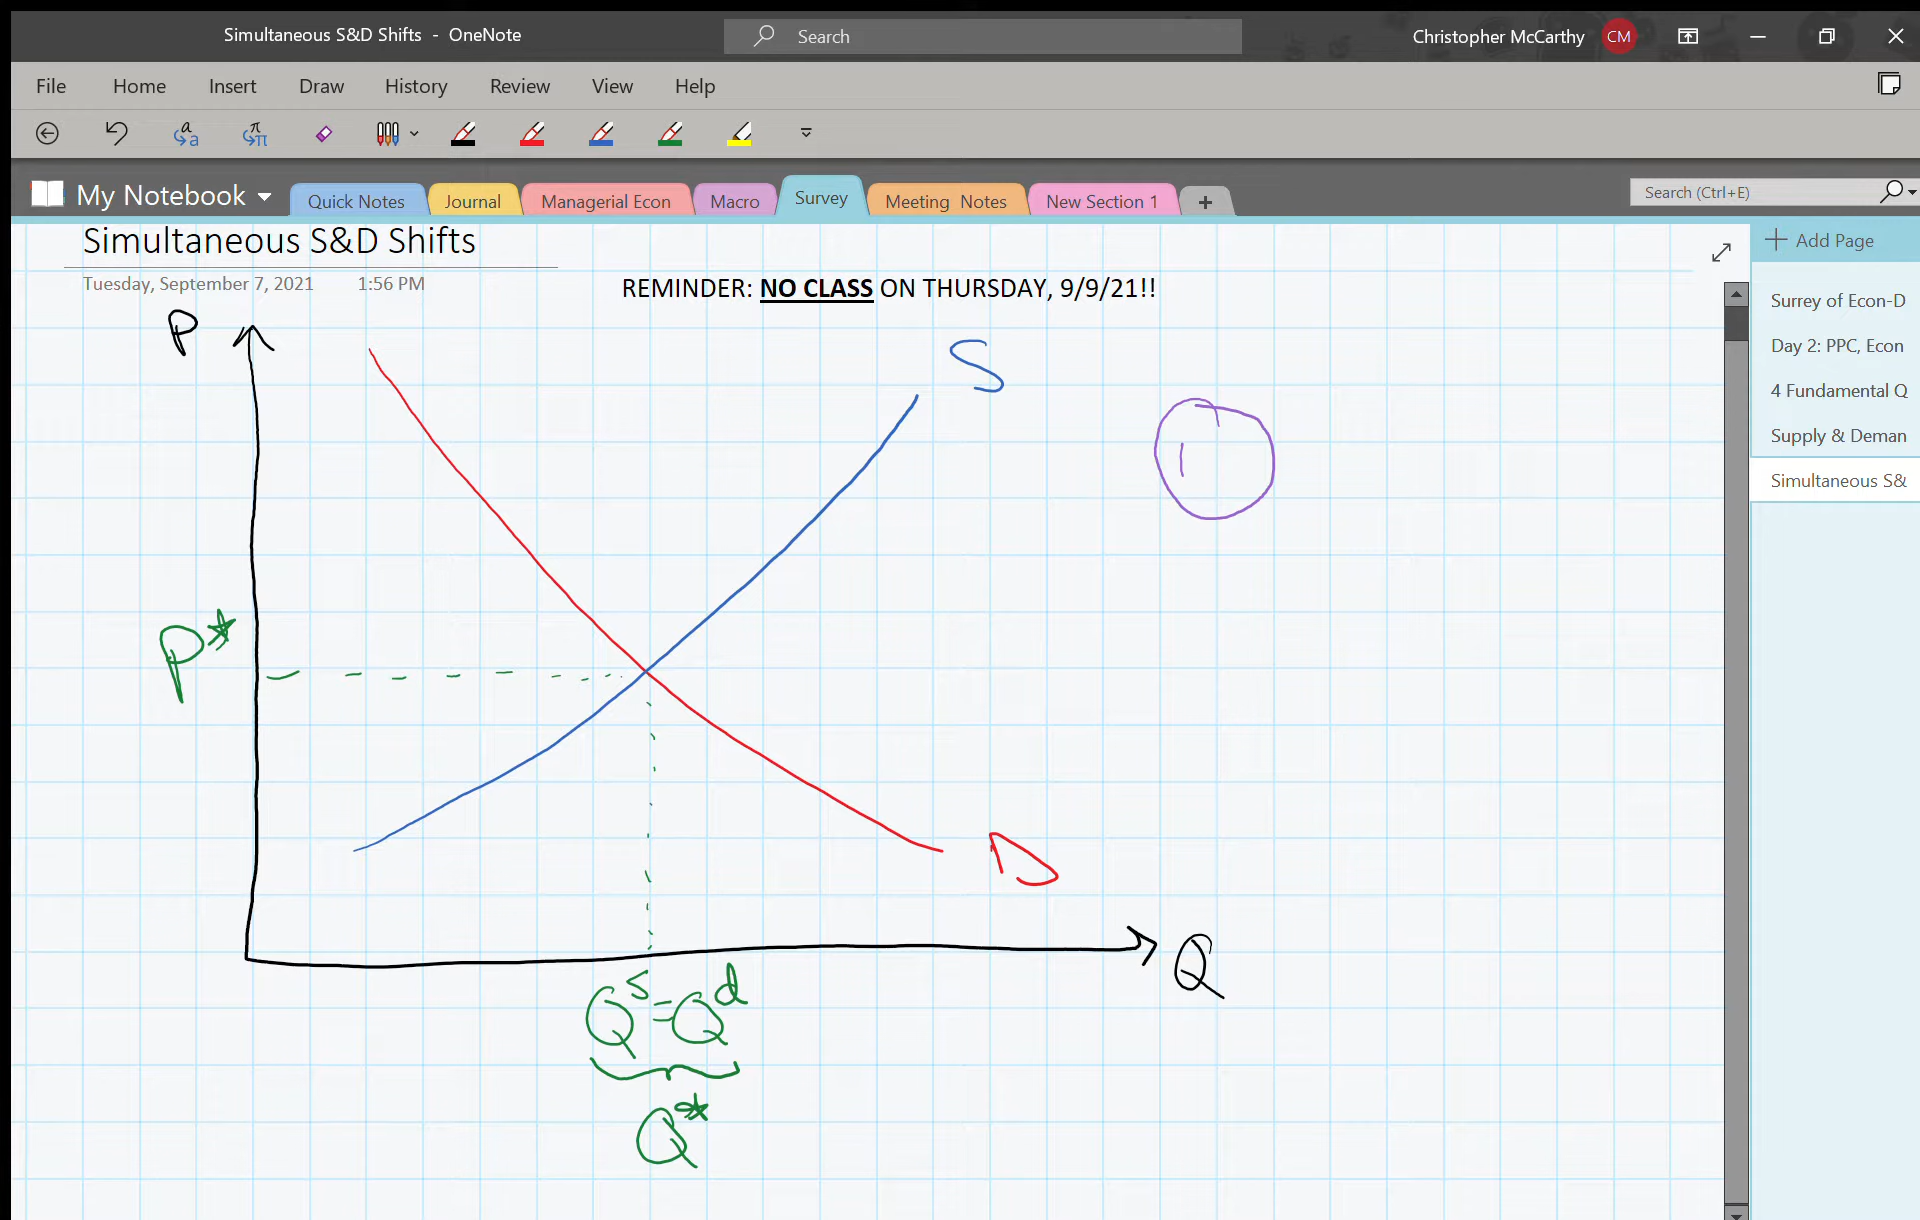 Simultaneous S&D Shifts - OneNote
Search
Christopher McCarthy CM
File Home Insert Draw History Review View Help
My Notebook
Quick Notes Journal Managerial Econ Macro Survey Meeting Notes New Section 1 +
Search (Ctrl+E)
Simultaneous S&D Shifts
Tuesday, September 7, 2021 1:56 PM
REMINDER: NO CLASS ON THURSDAY, 9/9/21!!
Add Page
Surrey of Econ-D
Day 2: PPC, Econ
4 Fundamental Q
Supply & Deman
Simultaneous S&
P
S
P*
D
Q
Q^s = Q^d
Q*